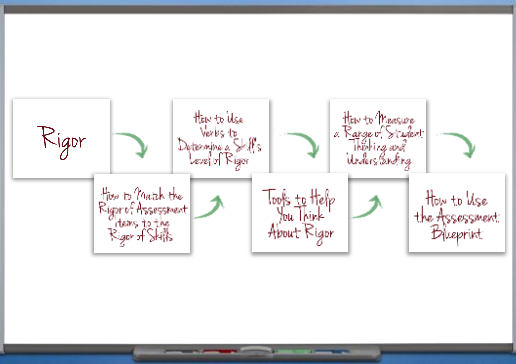 Rigor
How to Match the
Rigor of Assessment
items to the
Rigor of Skills
How to Use
Verbs to
Determine a Skill's
Level of Rigor
Tools to Help
You Think
About Rigor
How to Measure
a Range of Student
Thinking and
Understanding
How to Use
the Assessment
Blueprint